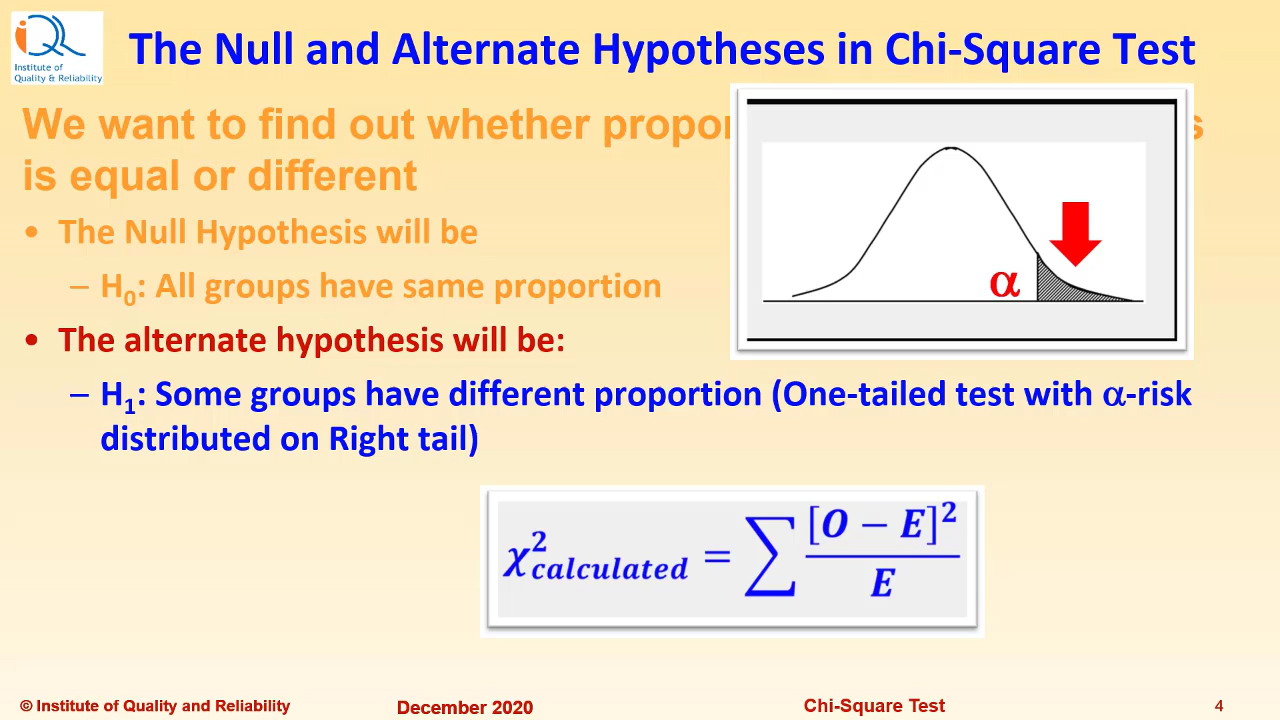 iQR
Institute of
Quality & Reliability
The Null and Alternate Hypotheses in Chi-Square Test
We want to find out whether
is equal or different
• The Null Hypothesis will be
– H₀: All groups have same proportion
α
• The alternate hypothesis will be:
– H₁: Some groups have different proportion (One-tailed test with α-risk
distributed on Right tail)
χ²calculated = ∑ [O − E]² / E
© Institute of Quality and Reliability
December 2020
Chi-Square Test
4